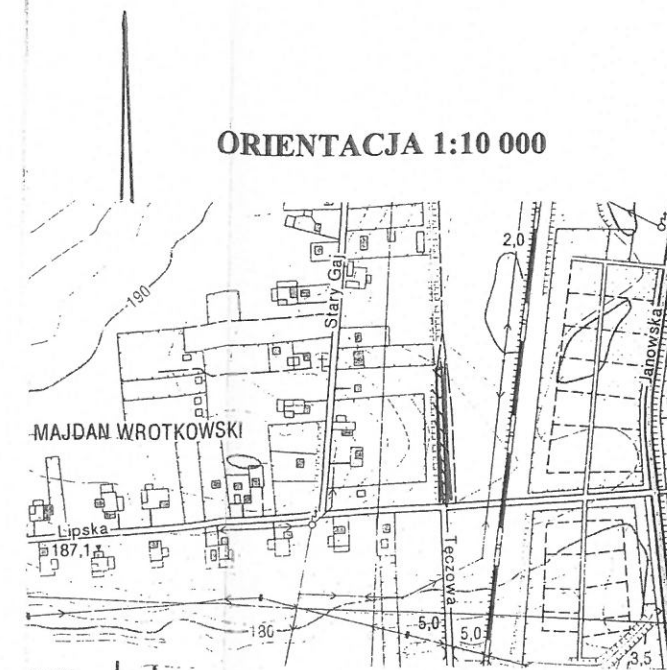 ORIENTACJA 1:10 000
2,0
190
Stary Gaj
Janowska
MAJDAN WROTKOWSKI
Lipska
187,1
Tęczowa
180
5,0
5,0
3,5